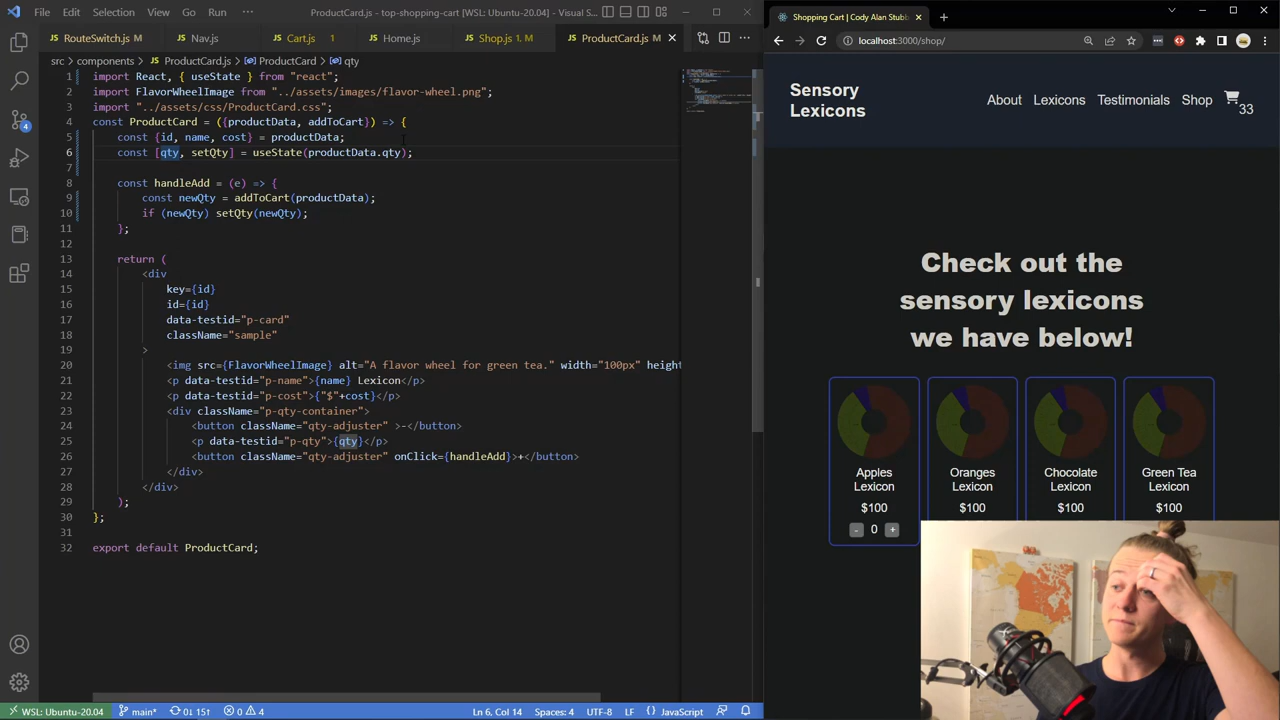 File Edit Selection View Go Run ProductCard.js - top-shopping-cart [WSL: Ubuntu-20.04] - Visual S...
RouteSwitch.js Nav.js Cart.js 1 Home.js Shop.js 1, M ProductCard.js M
src > components > ProductCard.js > ProductCard > qty
1 import React, { useState } from "react";
2 import FlavorWheelImage from "../assets/images/flavor-wheel.png";
3 import "../assets/css/ProductCard.css";
4 const ProductCard = ({productData, addToCart}) => {
5 const {id, name, cost} = productData;
6 const [qty, setQty] = useState(productData.qty);
7
8 const handleAdd = (e) => {
9 const newQty = addToCart(productData);
10 if (newQty) setQty(newQty);
11 };
12
13 return (
14 <div
15 key={id}
16 id={id}
17 data-testid="p-card"
18 className="sample"
19 >
20 <img src={FlavorWheelImage} alt="A flavor wheel for green tea." width="100px" height
21 <p data-testid="p-name">{name} Lexicon</p>
22 <p data-testid="p-cost">{"$"+cost}</p>
23 <div className="p-qty-container">
24 <button className="qty-adjuster" >-</button>
25 <p data-testid="p-qty">{qty}</p>
26 <button className="qty-adjuster" onClick={handleAdd}>+</button>
27 </div>
28 </div>
29 );
30 };
31
32 export default ProductCard;
4
WSL: Ubuntu-20.04 main* 0↓ 15↑ 0 4 Ln 6, Col 14 Spaces: 4 UTF-8 LF JavaScript
Shopping Cart | Cody Alan Stubb
localhost:3000/shop/
Sensory
Lexicons
About Lexicons Testimonials Shop 33
Check out the
sensory lexicons
we have below!
Apples Oranges Chocolate Green Tea
Lexicon Lexicon Lexicon Lexicon
$100 $100 $100 $100
- 0 +